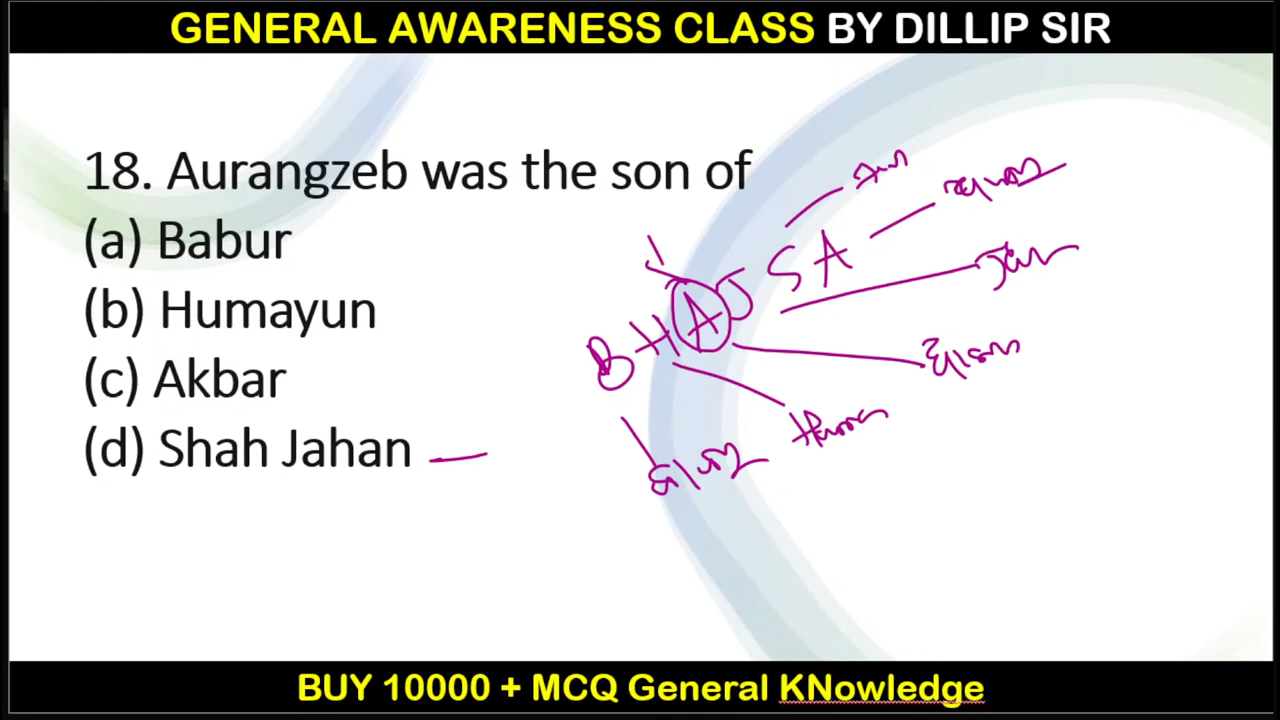 GENERAL AWARENESS CLASS BY DILLIP SIR
18. Aurangzeb was the son of
(a) Babur
(b) Humayun
(c) Akbar
(d) Shah Jahan
B H A J S A
BUY 10000 + MCQ General KNowledge